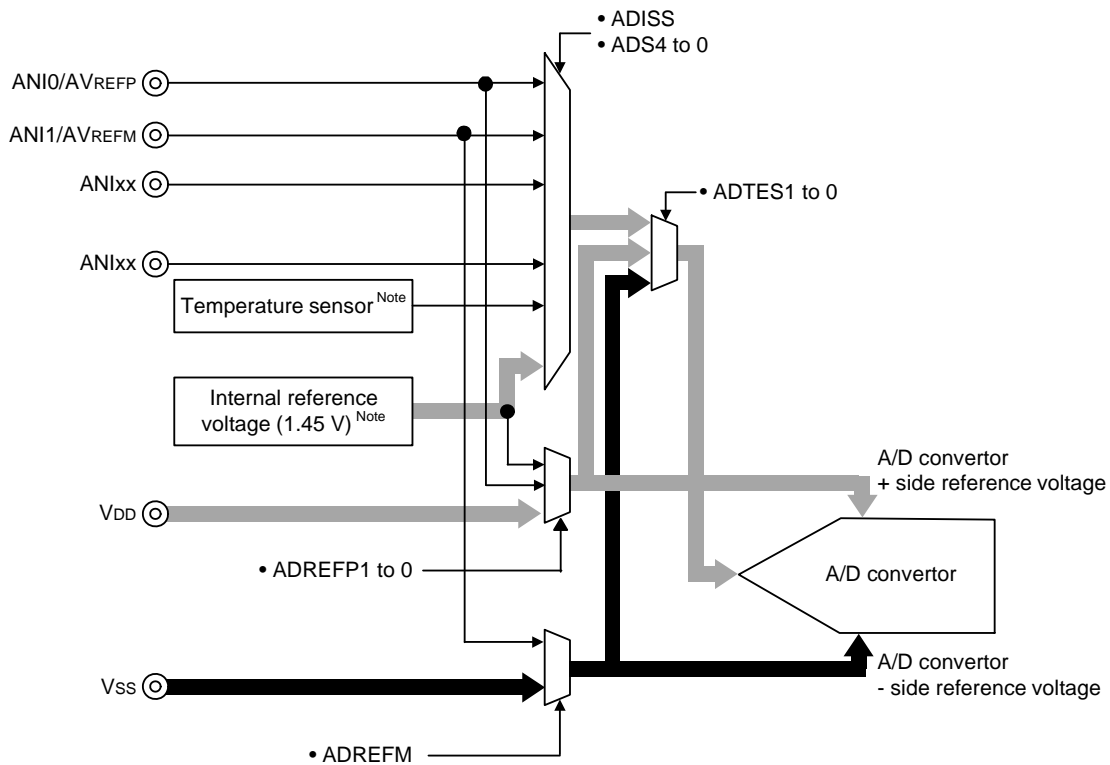 • ADISS
• ADS4 to 0
ANI0/AVREFP
ANI1/AVREFM
ANIxx
• ADTES1 to 0
ANIxx
Temperature sensor Note
Internal reference
voltage (1.45 V) Note
A/D convertor
+ side reference voltage
VDD
• ADREFP1 to 0
A/D convertor
A/D convertor
- side reference voltage
VSS
• ADREFM